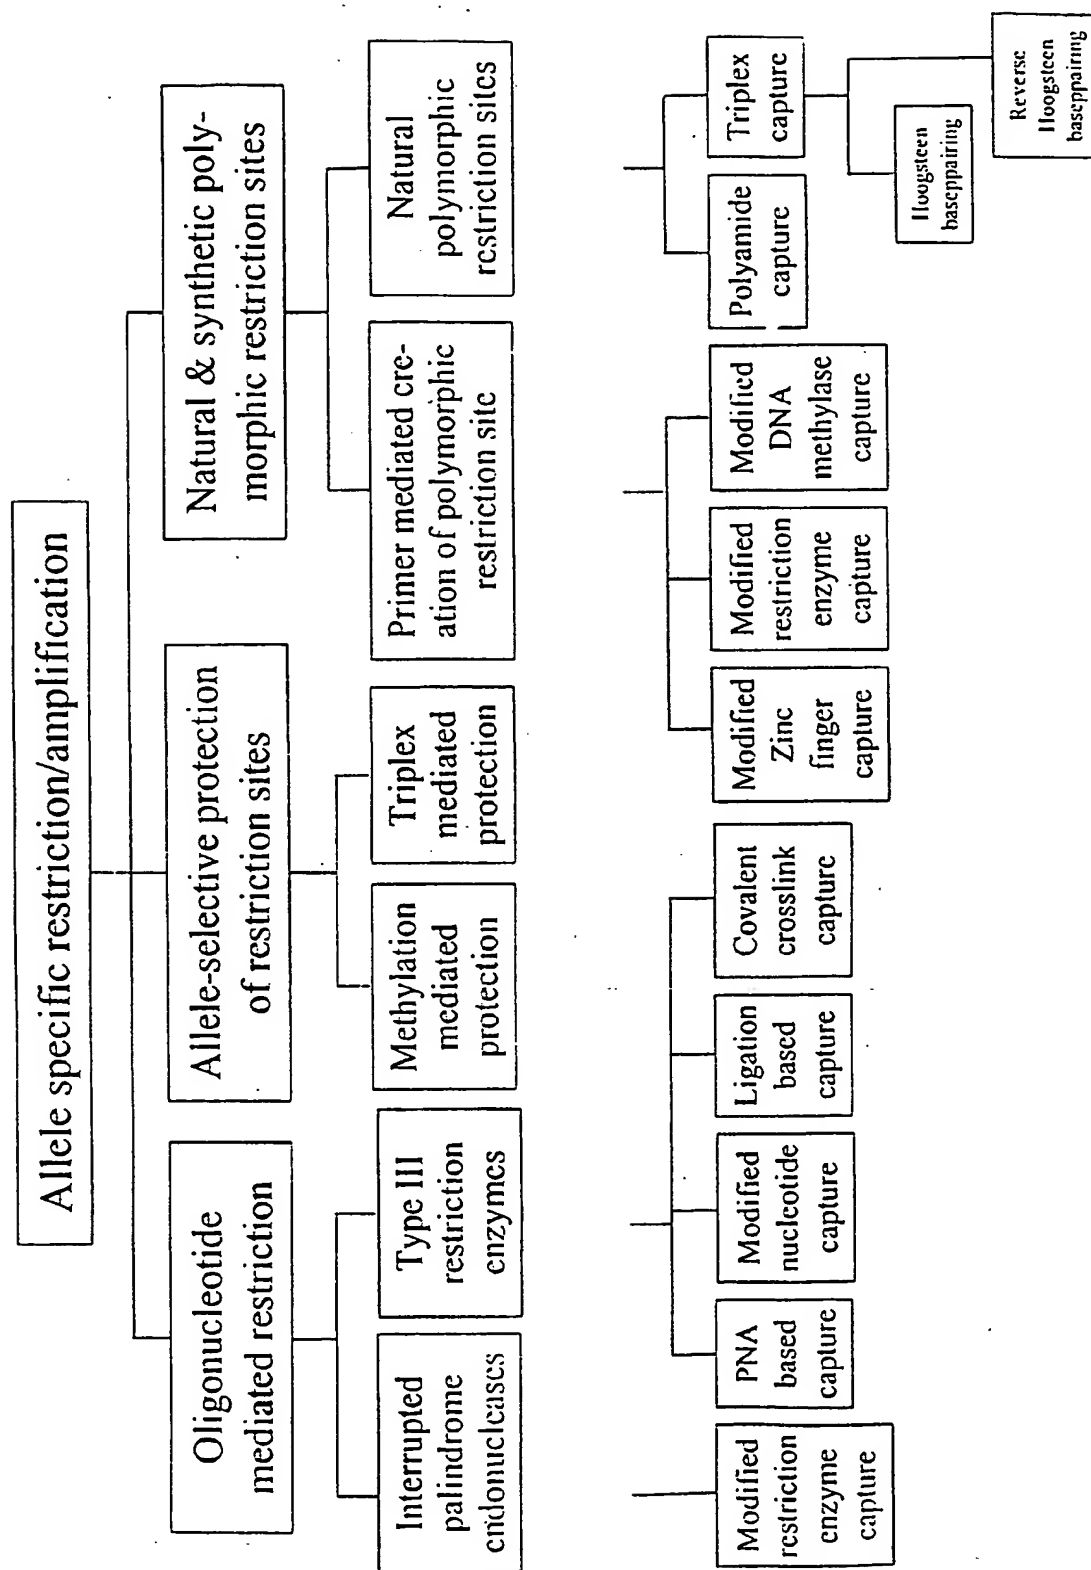 Allele specific restriction/amplification
Oligonucleotide
mediated restriction
Allele-selective protection
of restriction sites
Natural & synthetic poly-
morphic restriction sites
Interrupted
palindrome
endonucleases
Type III
restriction
enzymes
Methylation
mediated
protection
Triplex
mediated
protection
Primer mediated cre-
ation of polymorphic
restriction site
Natural
polymorphic
restriction sites
Modified
restriction
enzyme
capture
PNA
based
capture
Modified
nucleotide
capture
Ligation
based
capture
Covalent
crosslink
capture
Modified
Zinc
finger
capture
Modified
restriction
enzyme
capture
Modified
DNA
methylase
capture
Polyamide
capture
Triplex
capture
Hoogsteen
baseppairing
Reverse
Hoogsteen
baseppairing